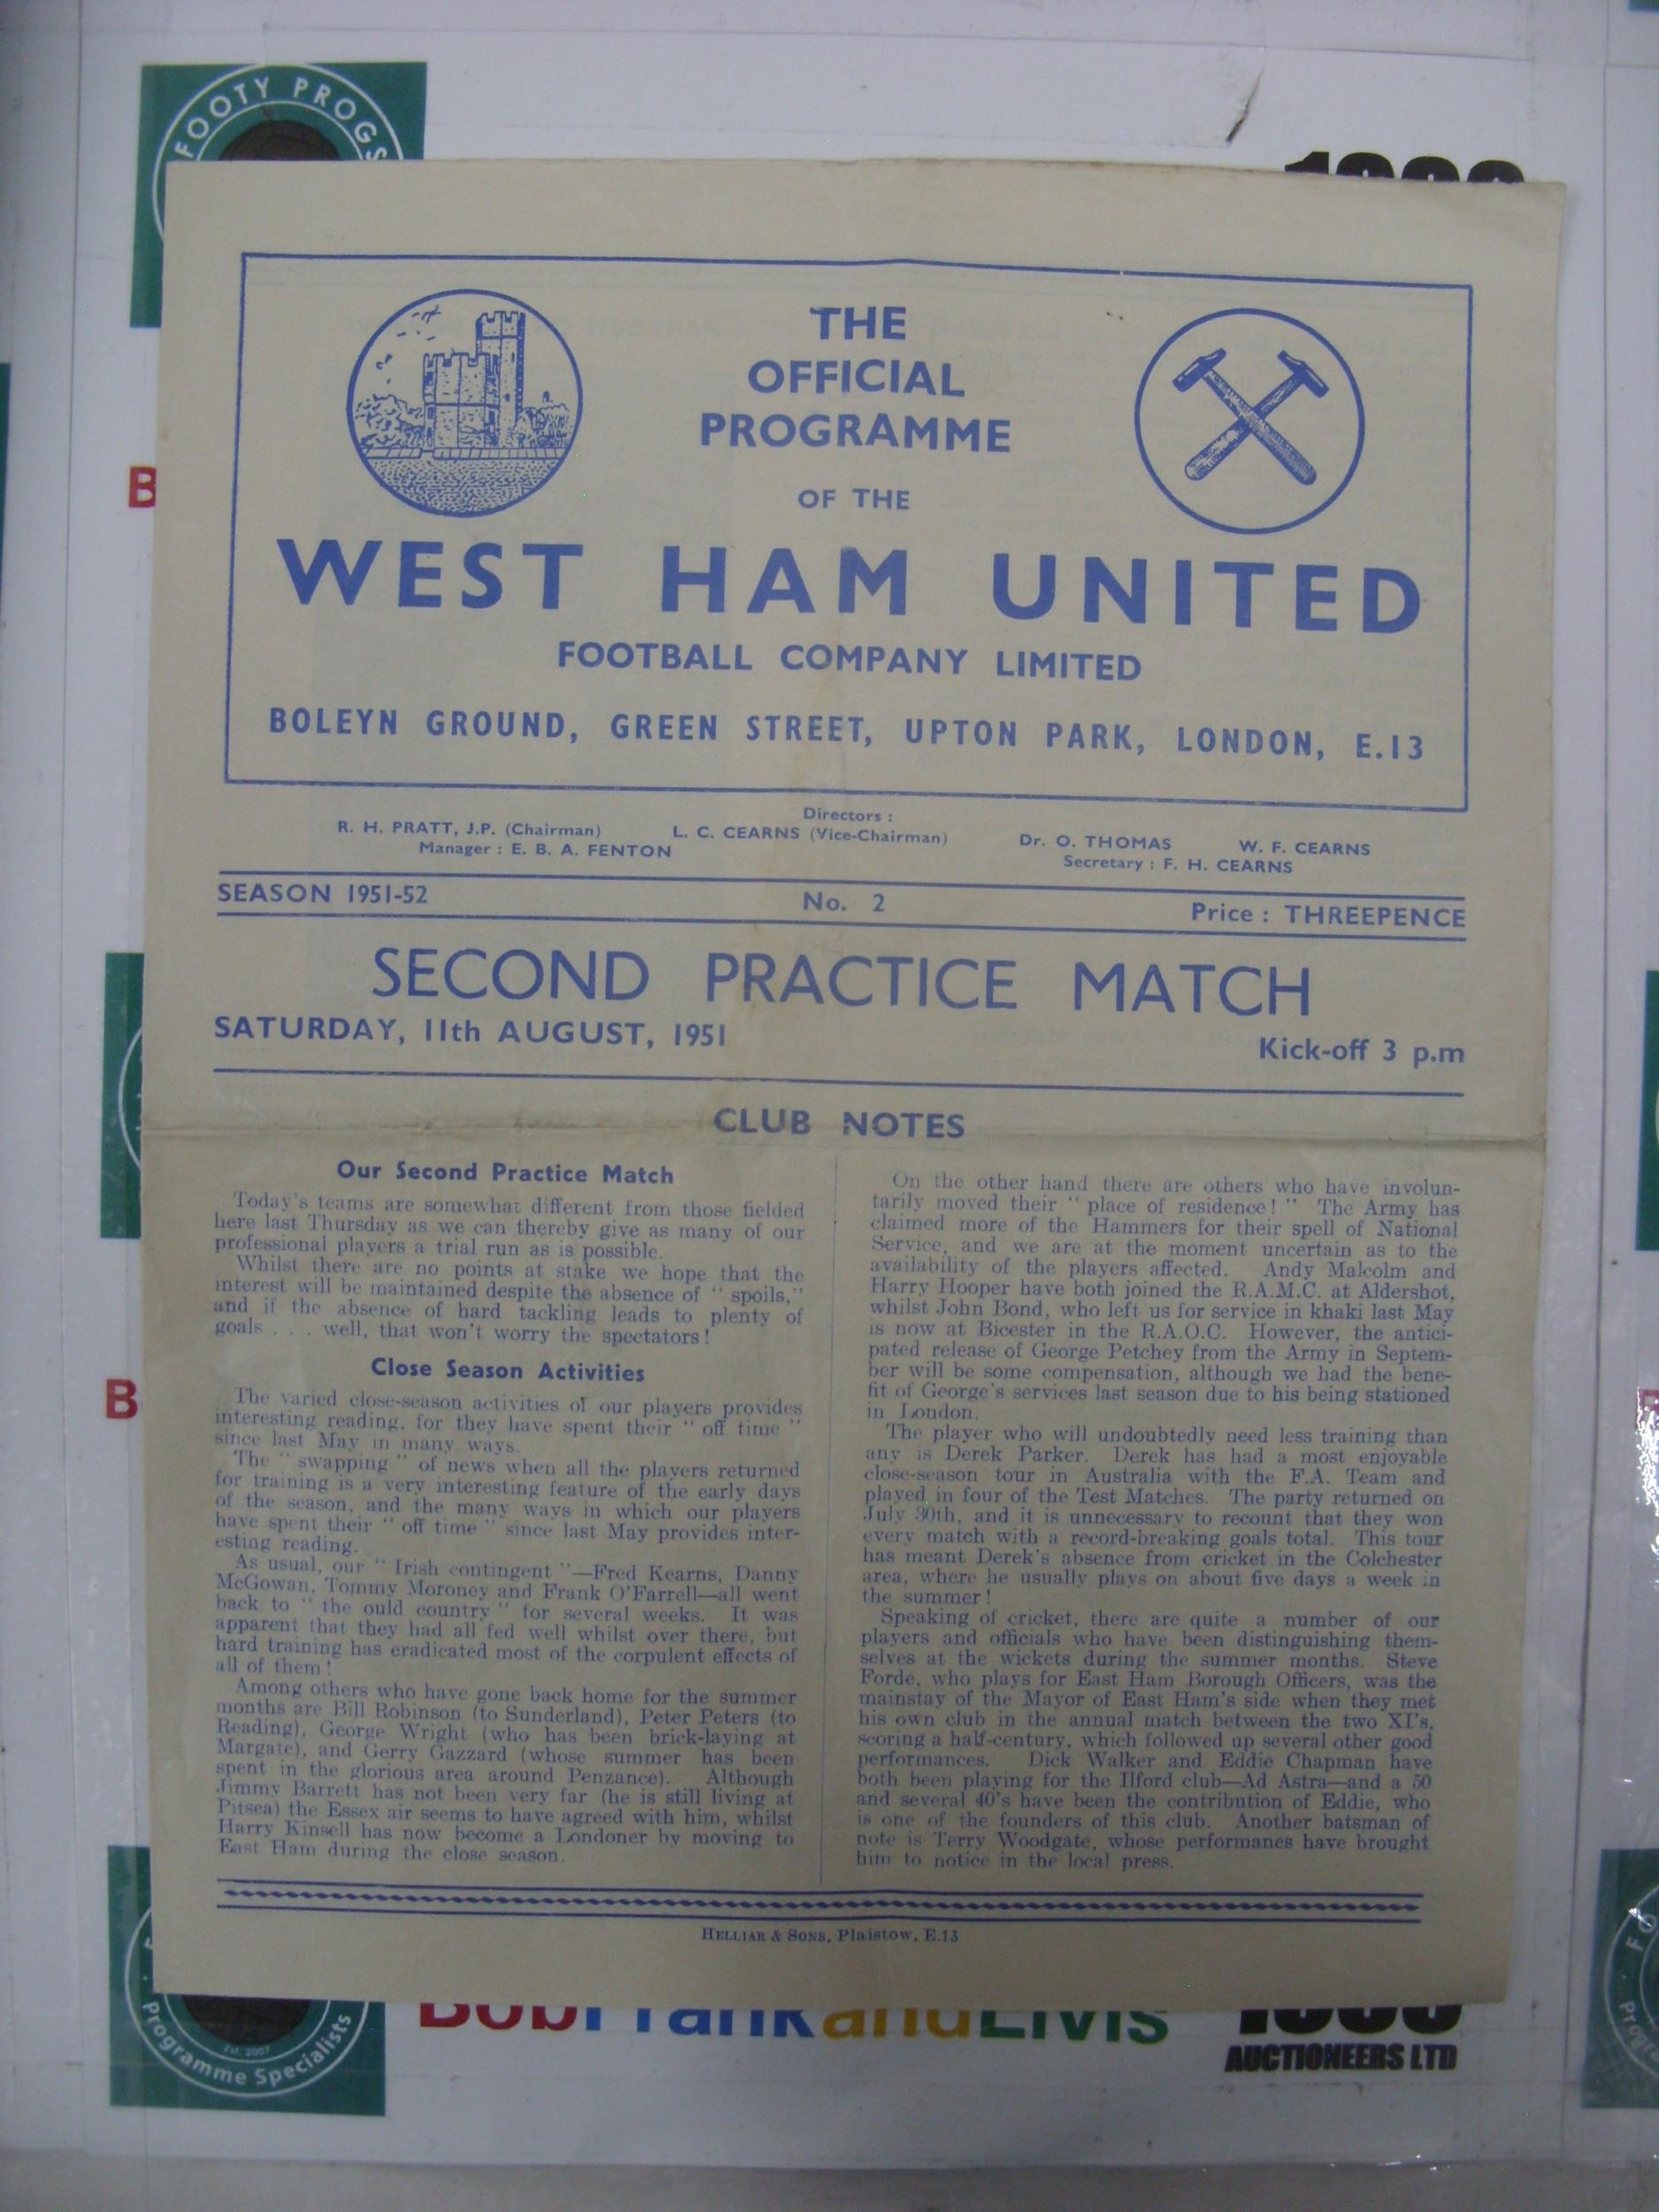 FOOTY PROGS
THE
OFFICIAL
PROGRAMME
OF THE
WEST HAM UNITED
FOOTBALL COMPANY LIMITED
BOLEYN GROUND, GREEN STREET, UPTON PARK, LONDON, E.13
Directors :
R. H. PRATT, J.P. (Chairman) L. C. CEARNS (Vice-Chairman) Dr. O. THOMAS W. F. CEARNS
Manager : E. B. A. FENTON Secretary : F. H. CEARNS
SEASON 1951-52 No. 2 Price : THREEPENCE
SECOND PRACTICE MATCH
SATURDAY, 11th AUGUST, 1951 Kick-off 3 p.m
CLUB NOTES
Our Second Practice Match
Today's teams are somewhat different from those fielded
here last Thursday as we can thereby give as many of our
professional players a trial run as is possible.
Whilst there are no points at stake we hope that the
interest will be maintained despite the absence of " spoils,"
and if the absence of hard tackling leads to plenty of
goals . . . well, that won't worry the spectators !
Close Season Activities
The varied close-season activities of our players provides
interesting reading, for they have spent their " off time "
since last May in many ways.
The " swapping " of news when all the players returned
for training is a very interesting feature of the early days
of the season, and the many ways in which our players
have spent their " off time " since last May provides inter-
esting reading.
As usual, our " Irish contingent "—Fred Kearns, Danny
McGowan, Tommy Moroney and Frank O'Farrell—all went
back to " the ould country " for several weeks. It was
apparent that they had all fed well whilst over there, but
hard training has eradicated most of the corpulent effects of
all of them !
Among others who have gone back home for the summer
months are Bill Robinson (to Sunderland), Peter Peters (to
Reading), George Wright (who has been brick-laying at
Margate), and Gerry Gazzard (whose summer has been
spent in the glorious area around Penzance). Although
Jimmy Barrett has not been very far (he is still living at
Pitsea) the Essex air seems to have agreed with him, whilst
Harry Kinsell has now become a Londoner by moving to
East Ham during the close season.
On the other hand there are others who have involun-
tarily moved their " place of residence ! " The Army has
claimed more of the Hammers for their spell of National
Service, and we are at the moment uncertain as to the
availability of the players affected. Andy Malcolm and
Harry Hooper have both joined the R.A.M.C. at Aldershot,
whilst John Bond, who left us for service in khaki last May
is now at Bicester in the R.A.O.C. However, the antici-
pated release of George Petchey from the Army in Septem-
ber will be some compensation, although we had the bene-
fit of George's services last season due to his being stationed
in London.
The player who will undoubtedly need less training than
any is Derek Parker. Derek has had a most enjoyable
close-season tour in Australia with the F.A. Team and
played in four of the Test Matches. The party returned on
July 30th, and it is unnecessary to recount that they won
every match with a record-breaking goals total. This tour
has meant Derek's absence from cricket in the Colchester
area, where he usually plays on about five days a week in
the summer !
Speaking of cricket, there are quite a number of our
players and officials who have been distinguishing them-
selves at the wickets during the summer months. Steve
Forde, who plays for East Ham Borough Officers, was the
mainstay of the Mayor of East Ham's side when they met
his own club in the annual match between the two XI's,
scoring a half-century, which followed up several other good
performances. Dick Walker and Eddie Chapman have
both been playing for the Ilford club—Ad Astra—and a 50
and several 40's have been the contribution of Eddie, who
is one of the founders of this club. Another batsman of
note is Terry Woodgate, whose performanes have brought
him to notice in the local press.
HELLIAR & SONS, Plaistow, E.13
BobFrankandElvis
AUCTIONEERS LTD
Est. 2007
Programme Specialists